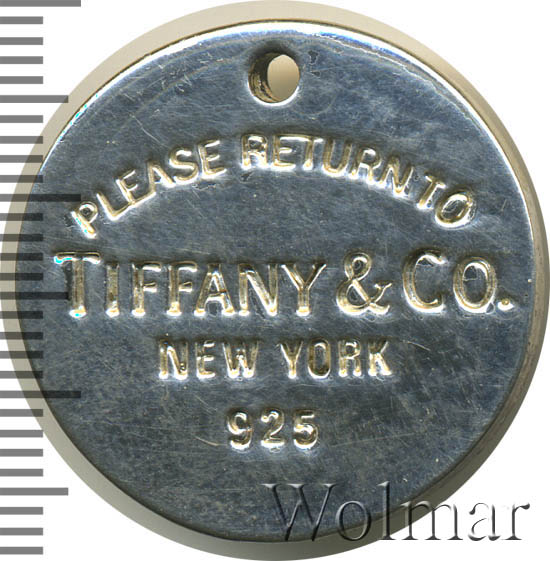 PLEASE RETURN TO
TIFFANY & CO.
NEW YORK
925
Wolmar